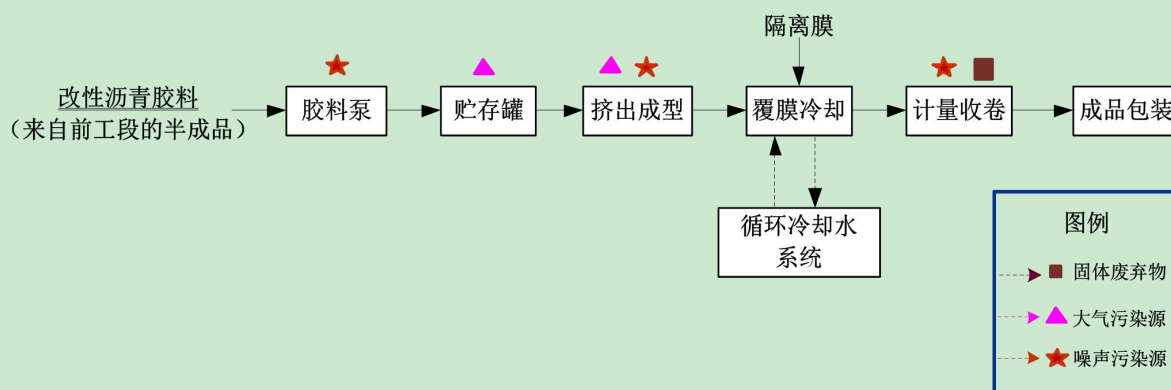 隔离膜
改性沥青胶料
（来自前工段的半成品）
胶料泵
贮存罐
挤出成型
覆膜冷却
计量收卷
成品包装
循环冷却水
系统
图例
固体废弃物
大气污染源
噪声污染源